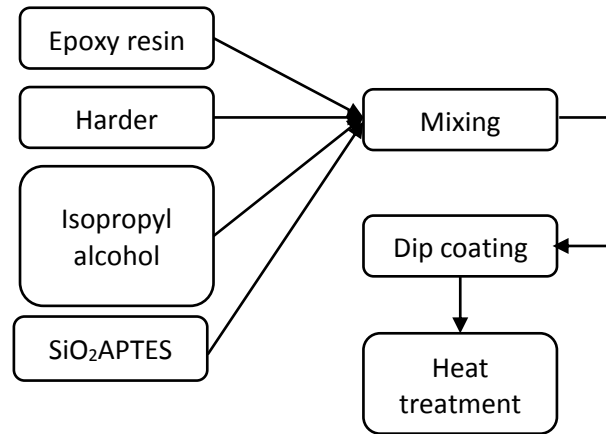 Epoxy resin
Harder
Mixing
Isopropyl
alcohol
Dip coating
SiO₂APTES
Heat
treatment